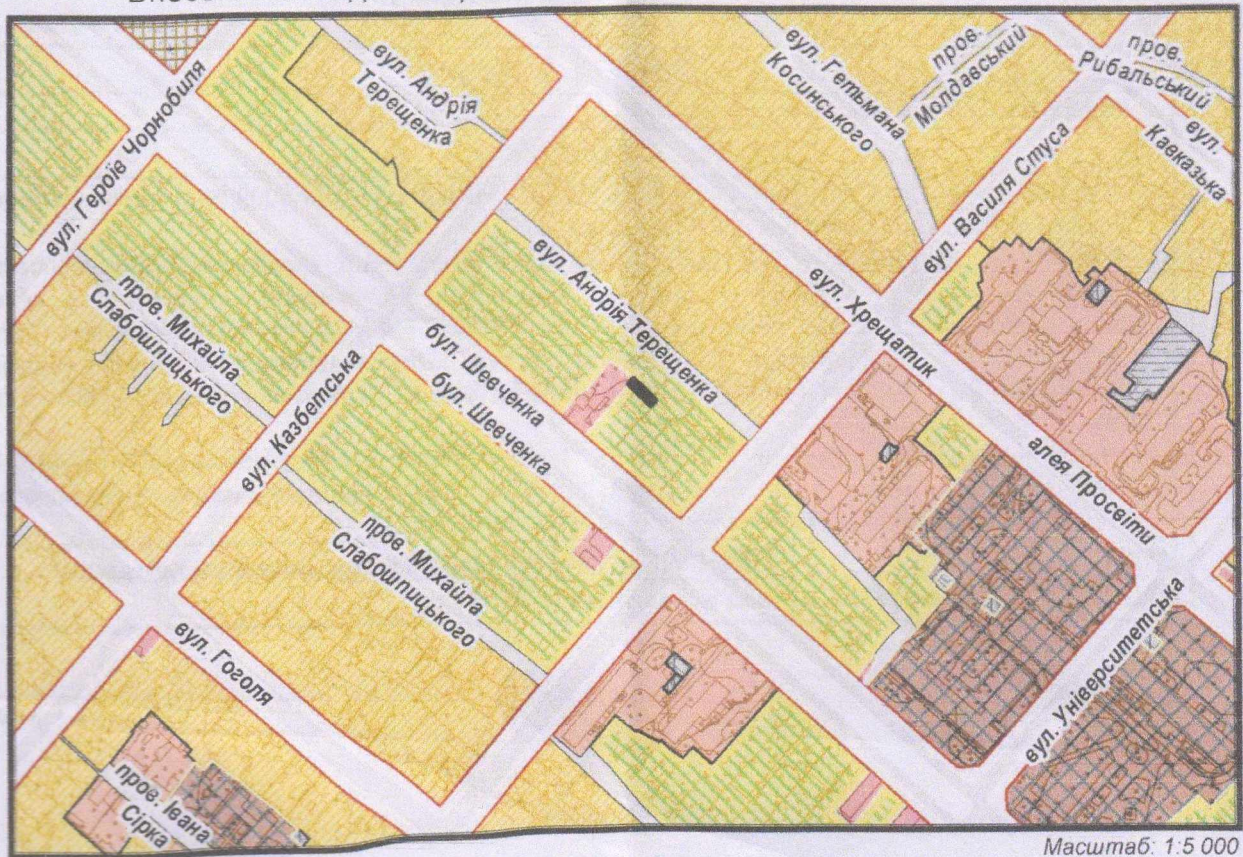 вул. Героїв Чорнобиля
вул. Андрія
Терещенка
вул. Гетьмана
Косинського
пров.
Молдавський
пров.
Рибальський
вул.
Кавказька
вул. Василя Стуса
вул. Хрещатик
вул. Андрія Терещенка
пров. Михайла
Слабошпицького
вул. Казбетська
бул. Шевченка
бул. Шевченка
алея Просвіти
пров. Михайла
Слабошпицького
вул. Гоголя
вул. Університетська
пров. Івана
Сірка
Масштаб: 1:5 000